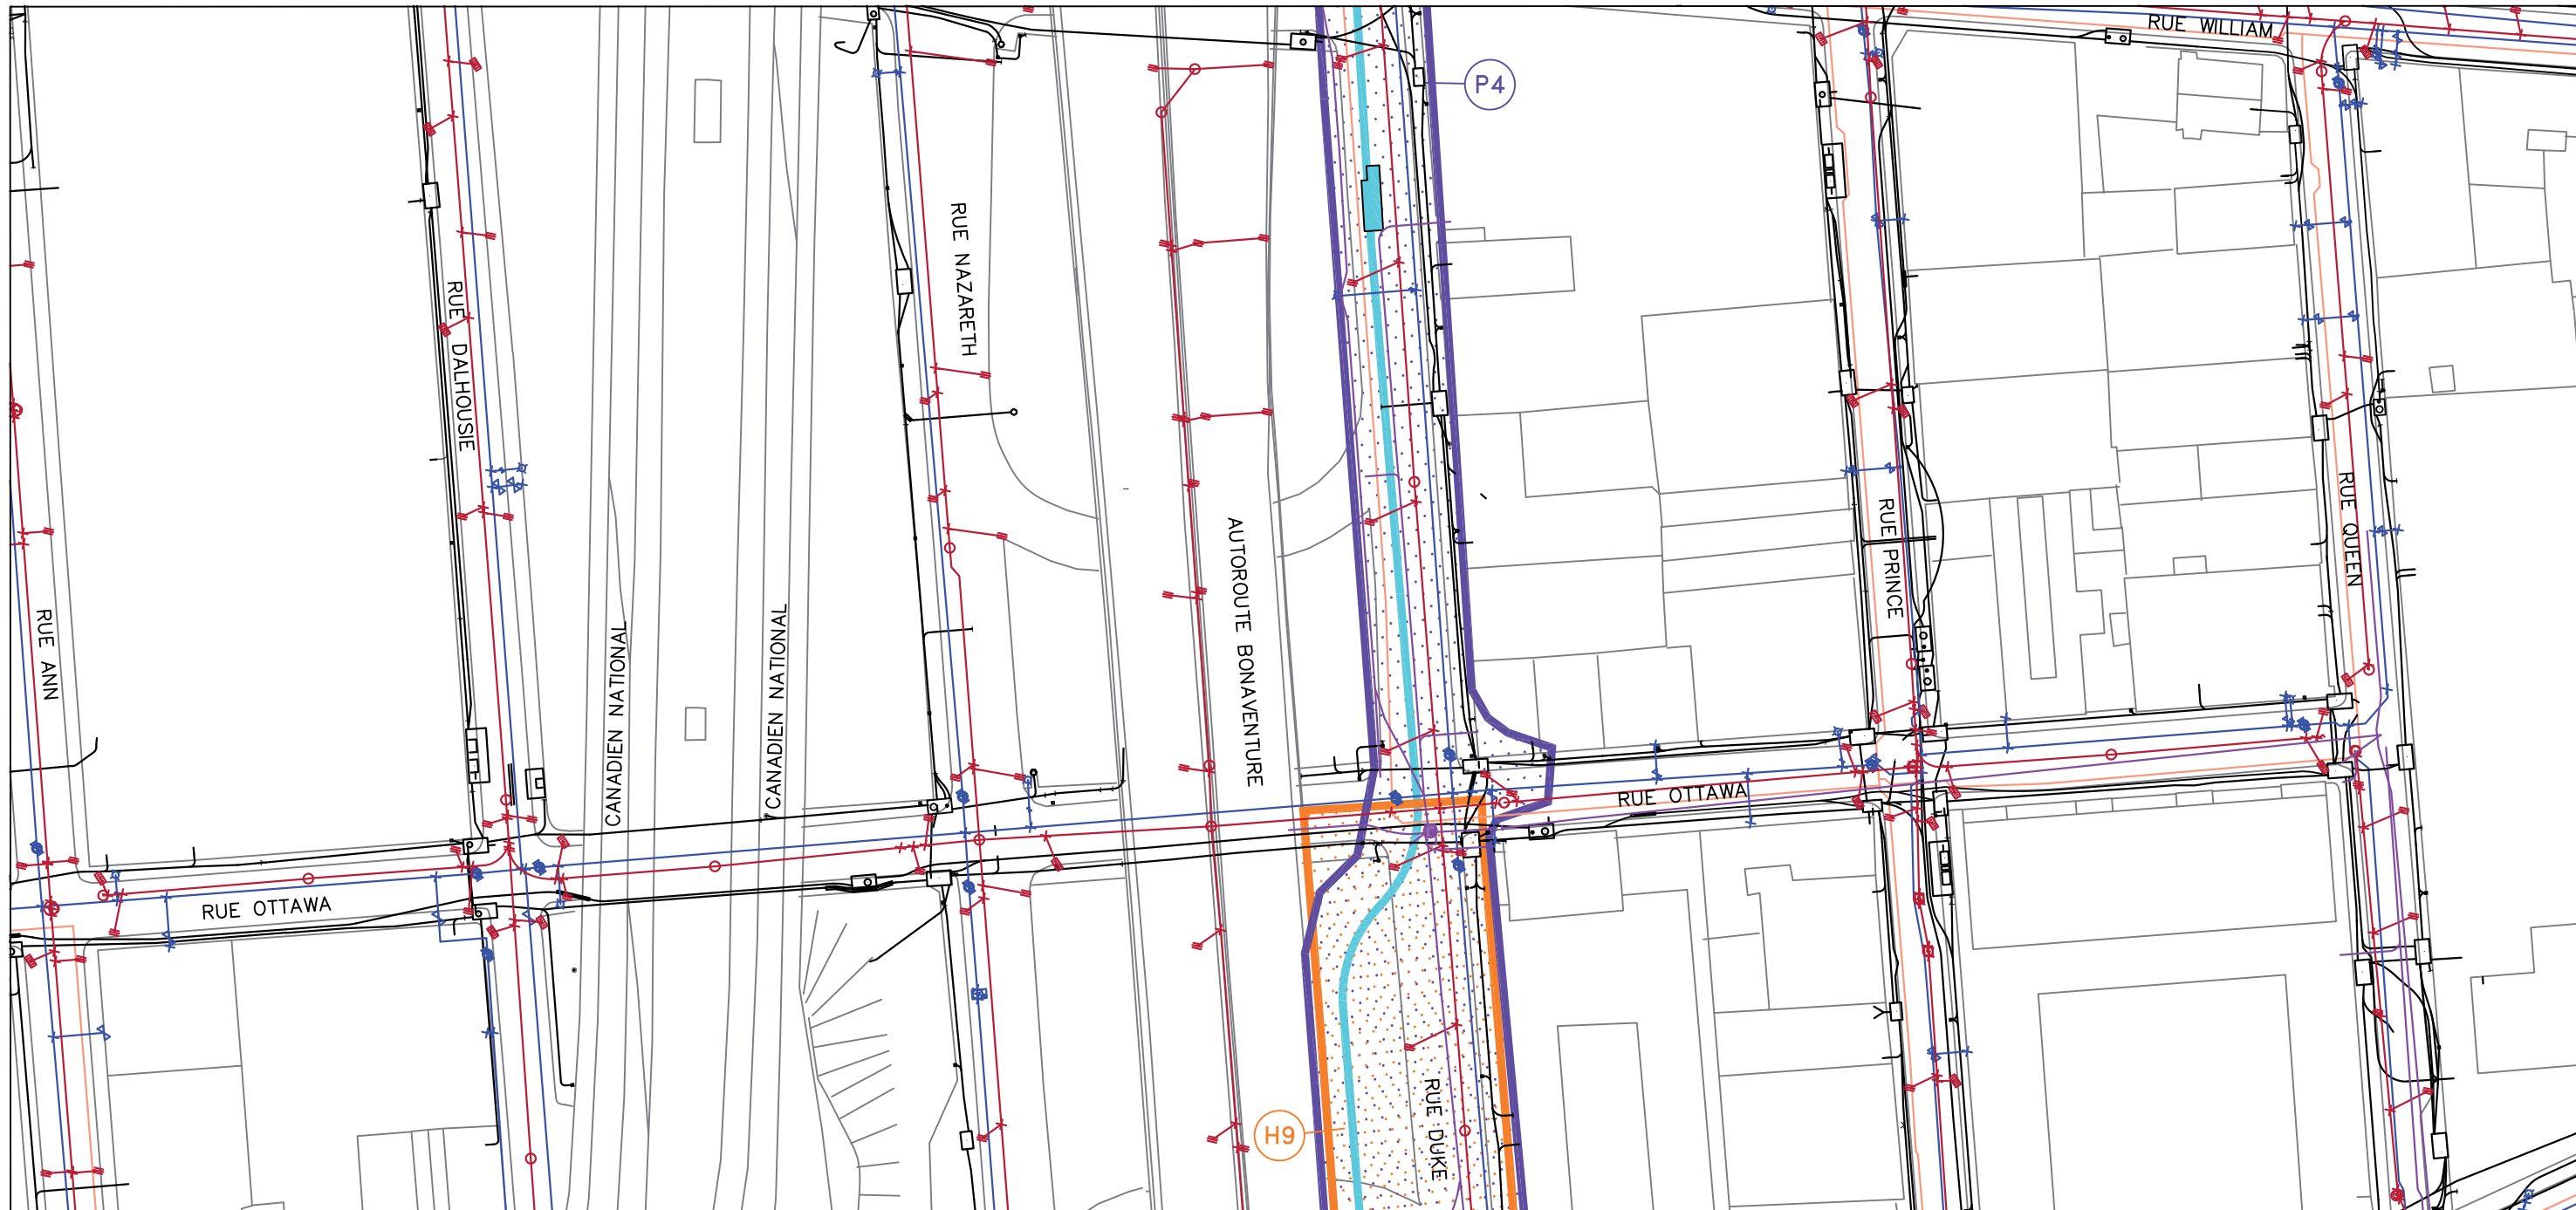 RUE WILLIAM
P4
RUE NAZARETH
RUE DALHOUSIE
RUE QUEEN
RUE PRINCE
AUTOROUTE BONAVENTURE
RUE ANN
CANADIEN NATIONAL
CANADIEN NATIONAL
RUE OTTAWA
RUE OTTAWA
RUE DUKE
H9